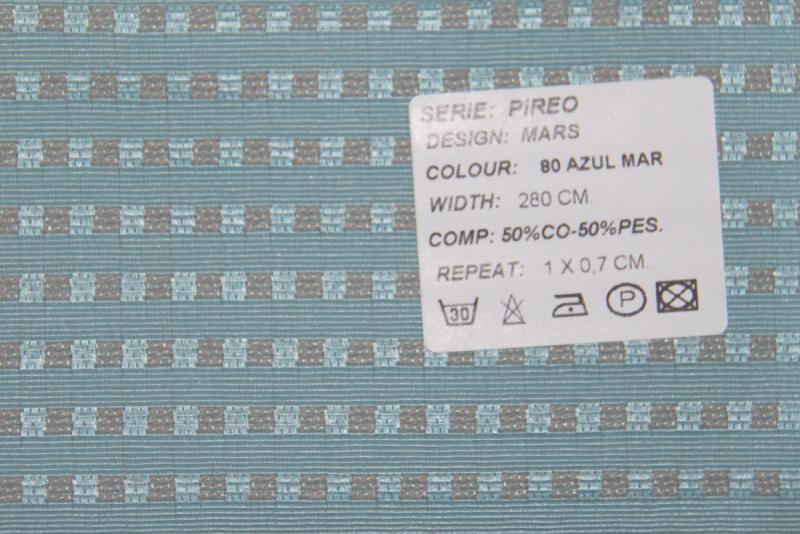 SERIE: PIREO
DESIGN: MARS
COLOUR: 80 AZUL MAR
WIDTH: 280 CM.
COMP: 50%CO-50%PES.
REPEAT: 1 X 0,7 CM.
30 P